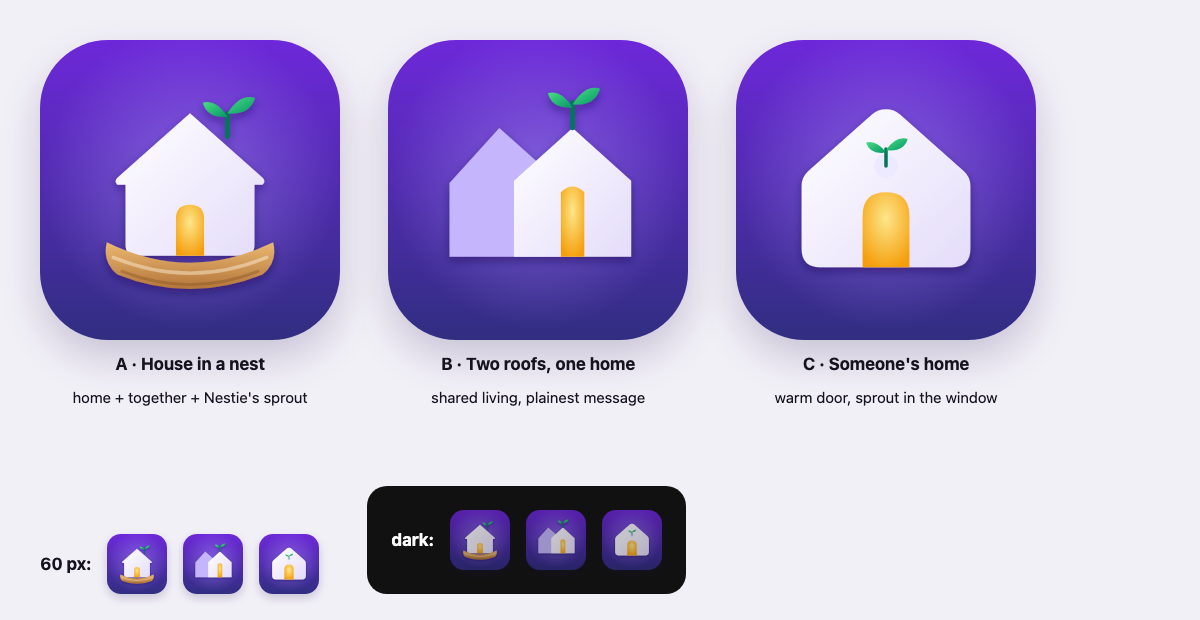 A · House in a nest
home + together + Nestie's sprout
B · Two roofs, one home
shared living, plainest message
C · Someone's home
warm door, sprout in the window
60 px:
dark: